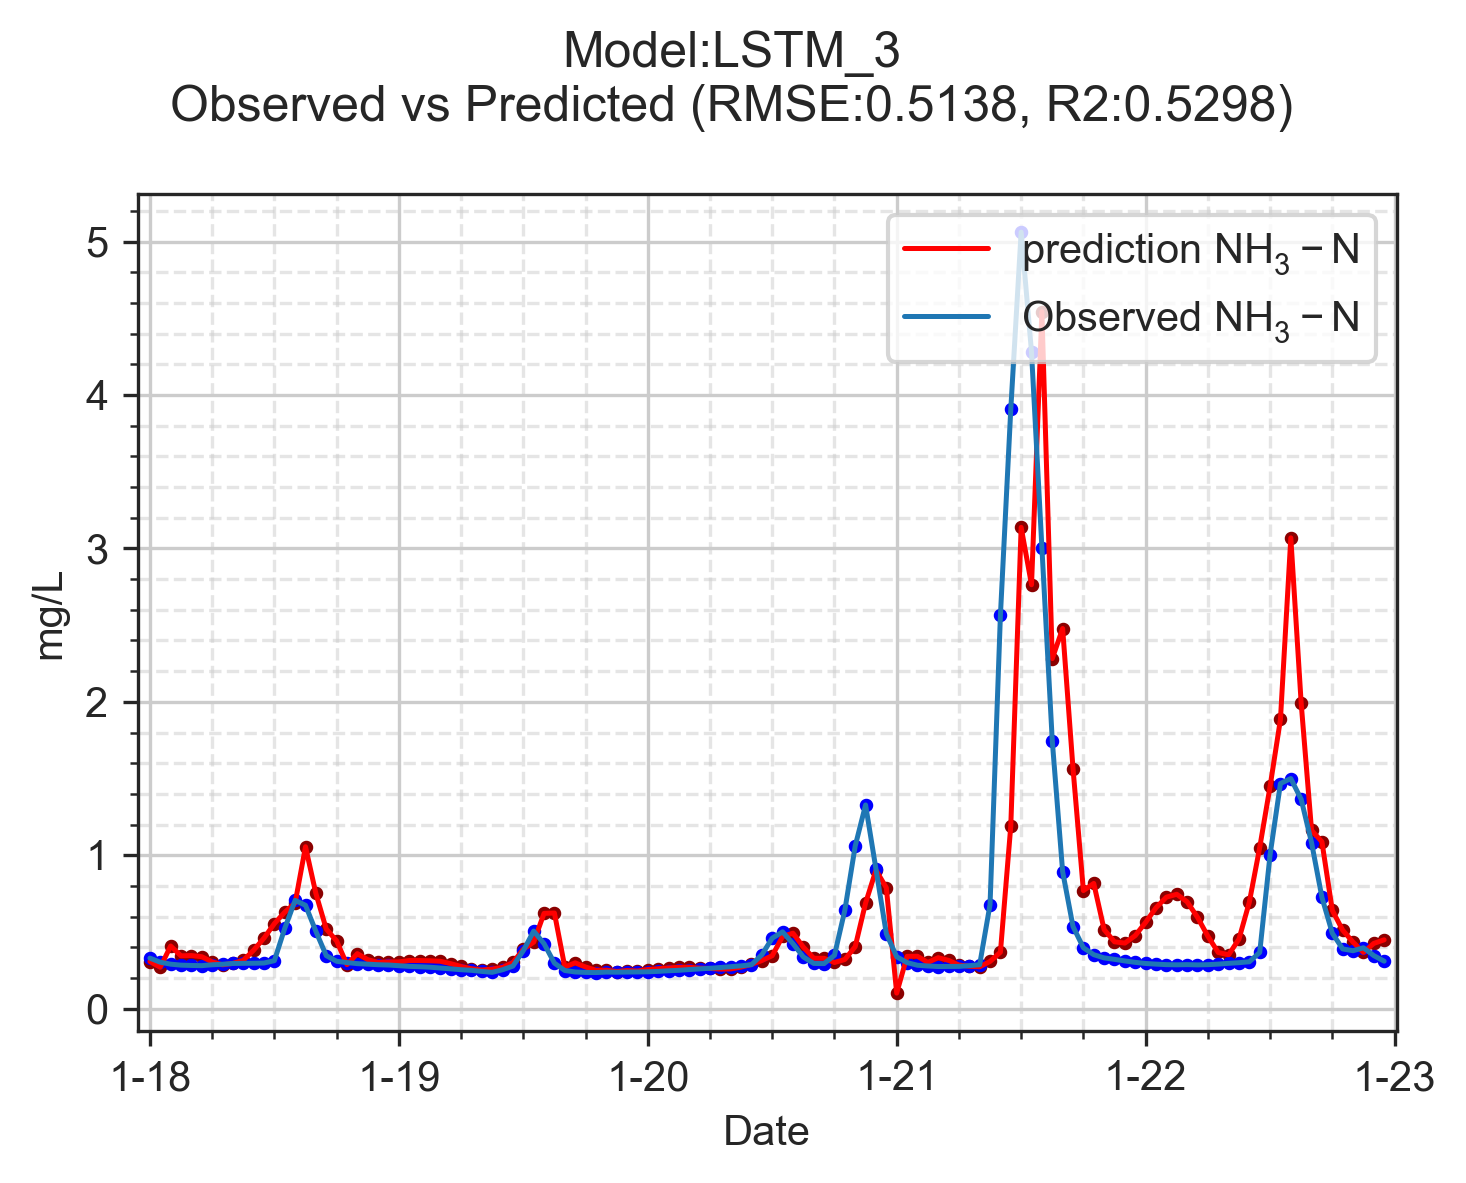 Model:LSTM_3
Observed vs Predicted (RMSE:0.5138, R2:0.5298)
prediction NH₃ − N
Observed NH₃ − N
5
4
3
2
1
0
mg/L
1-18 1-19 1-20 1-21 1-22 1-23
Date